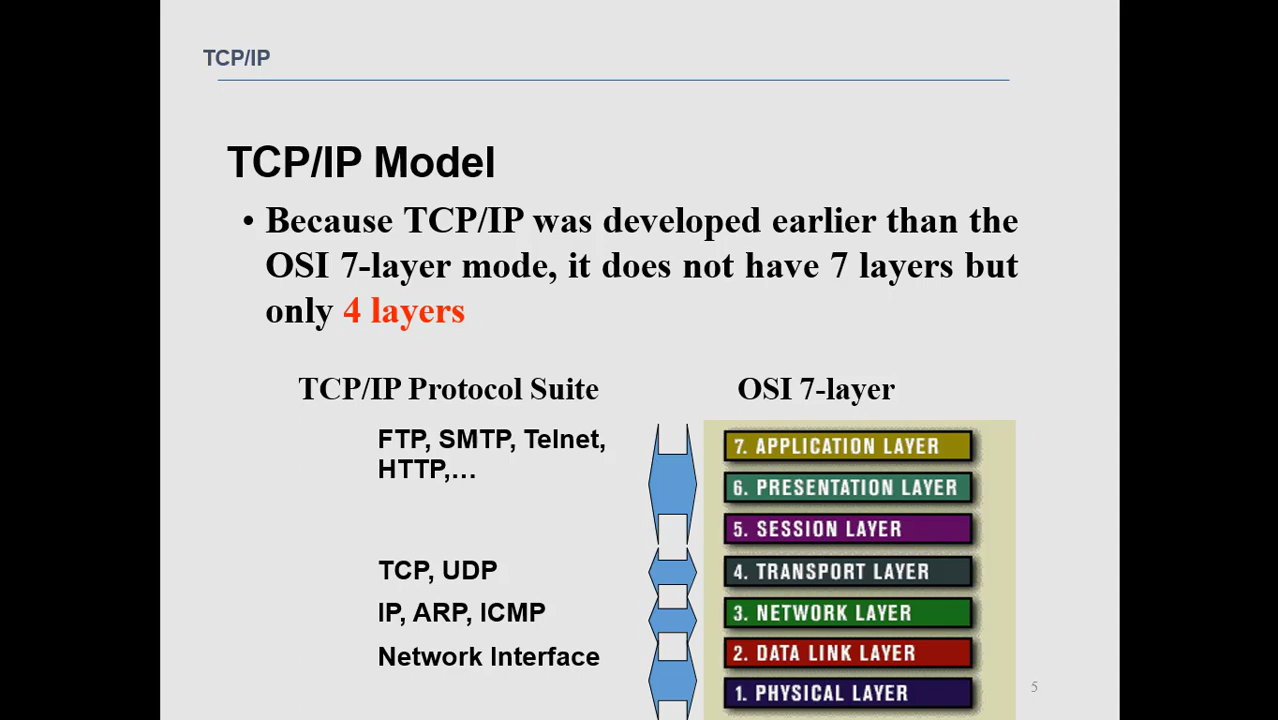 TCP/IP
TCP/IP Model
• Because TCP/IP was developed earlier than the
OSI 7-layer mode, it does not have 7 layers but
only 4 layers
TCP/IP Protocol Suite
OSI 7-layer
FTP, SMTP, Telnet,
HTTP,…
TCP, UDP
IP, ARP, ICMP
Network Interface
7. APPLICATION LAYER
6. PRESENTATION LAYER
5. SESSION LAYER
4. TRANSPORT LAYER
3. NETWORK LAYER
2. DATA LINK LAYER
1. PHYSICAL LAYER
5